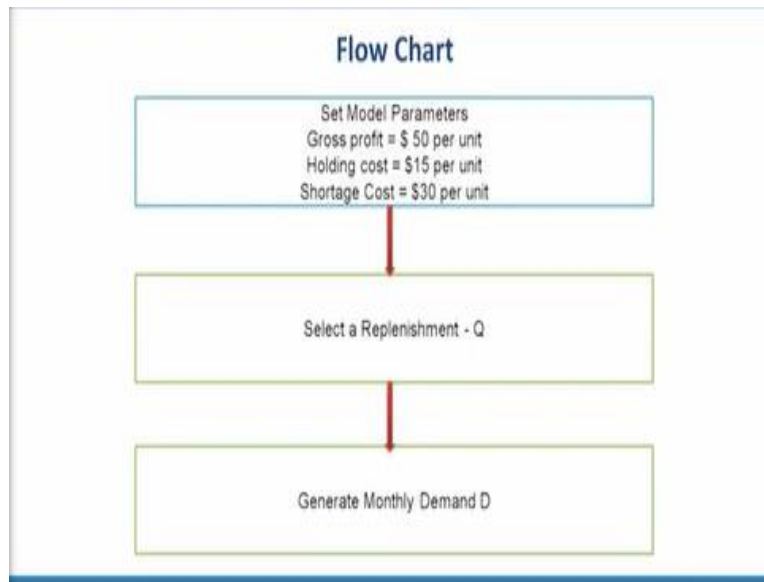 Flow Chart
Set Model Parameters
Gross profit = $ 50 per unit
Holding cost = $15 per unit
Shortage Cost = $30 per unit
Select a Replenishment - Q
Generate Monthly Demand D